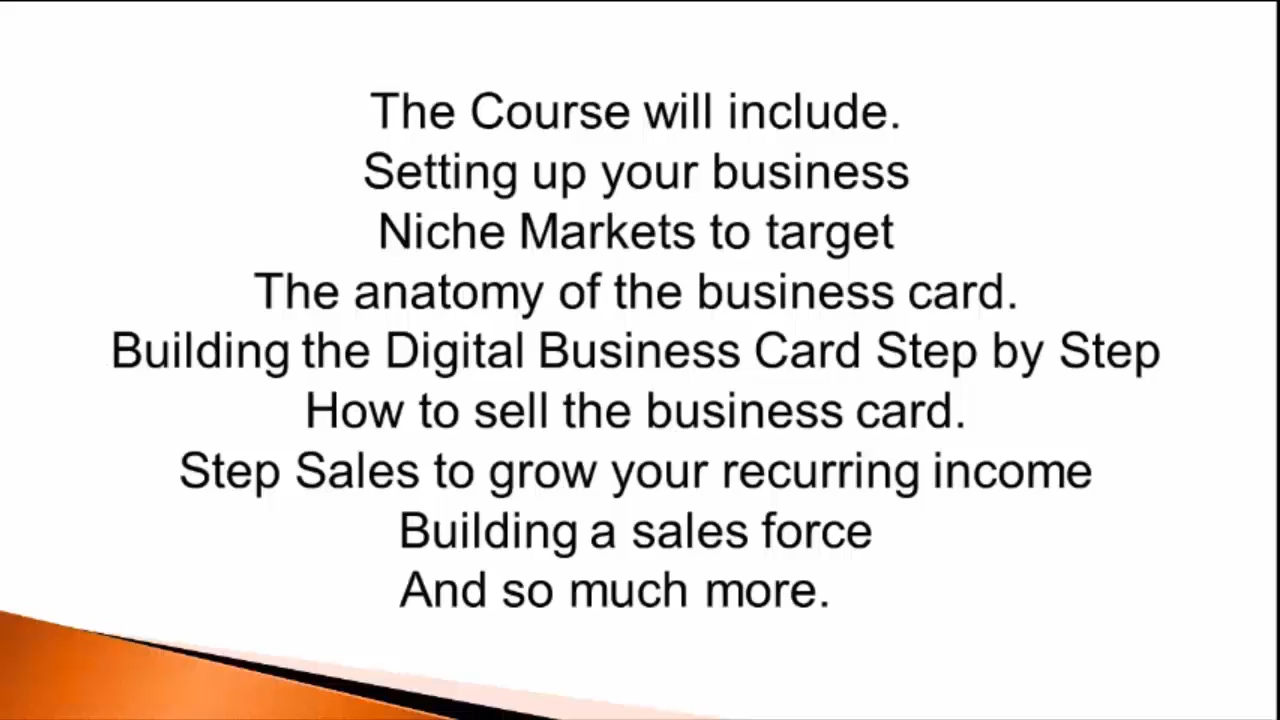 The Course will include.
Setting up your business
Niche Markets to target
The anatomy of the business card.
Building the Digital Business Card Step by Step
How to sell the business card.
Step Sales to grow your recurring income
Building a sales force
And so much more.